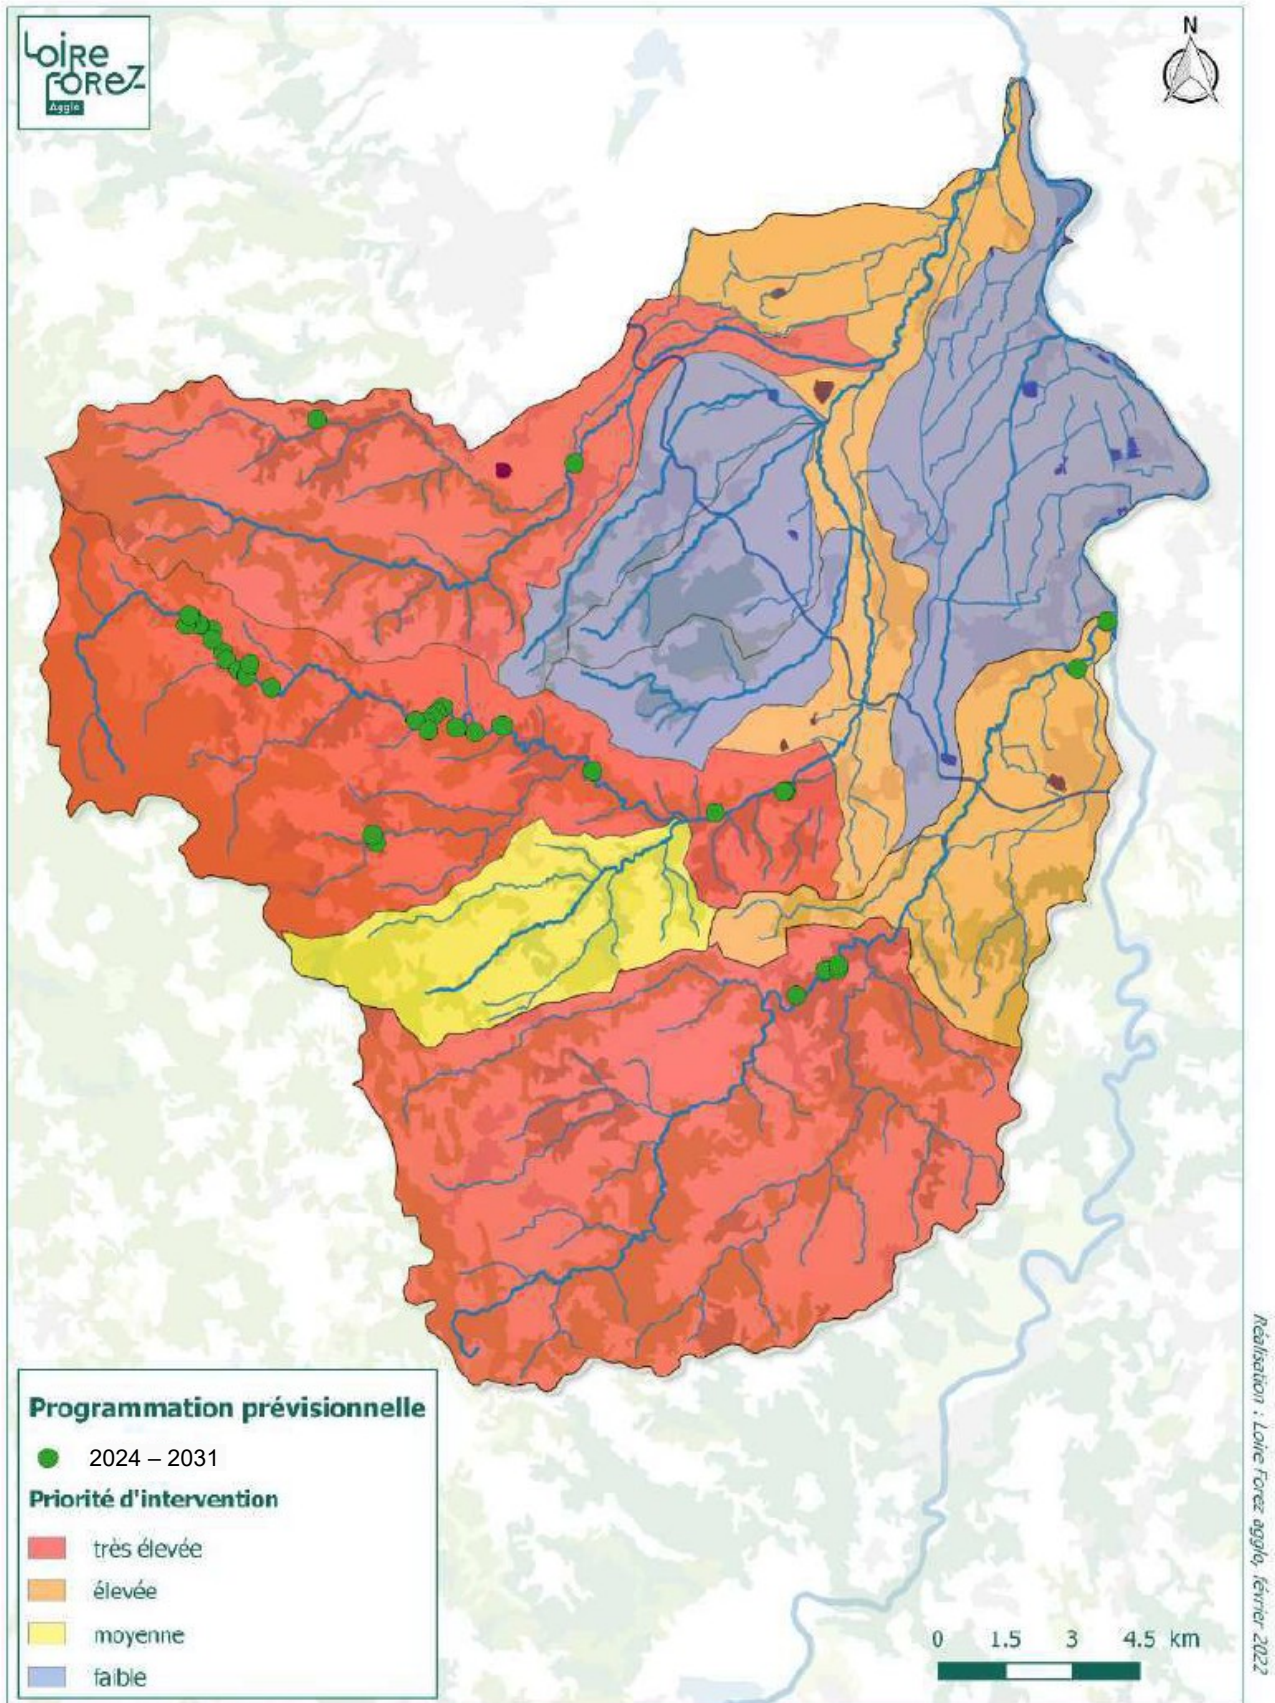 Loire
FOREZ
Agglo
N
Programmation prévisionnelle
2024 – 2031
Priorité d'intervention
très élevée
élevée
moyenne
faible
0 1.5 3 4.5 km
Réalisation : Loire Forez agglo, février 2022